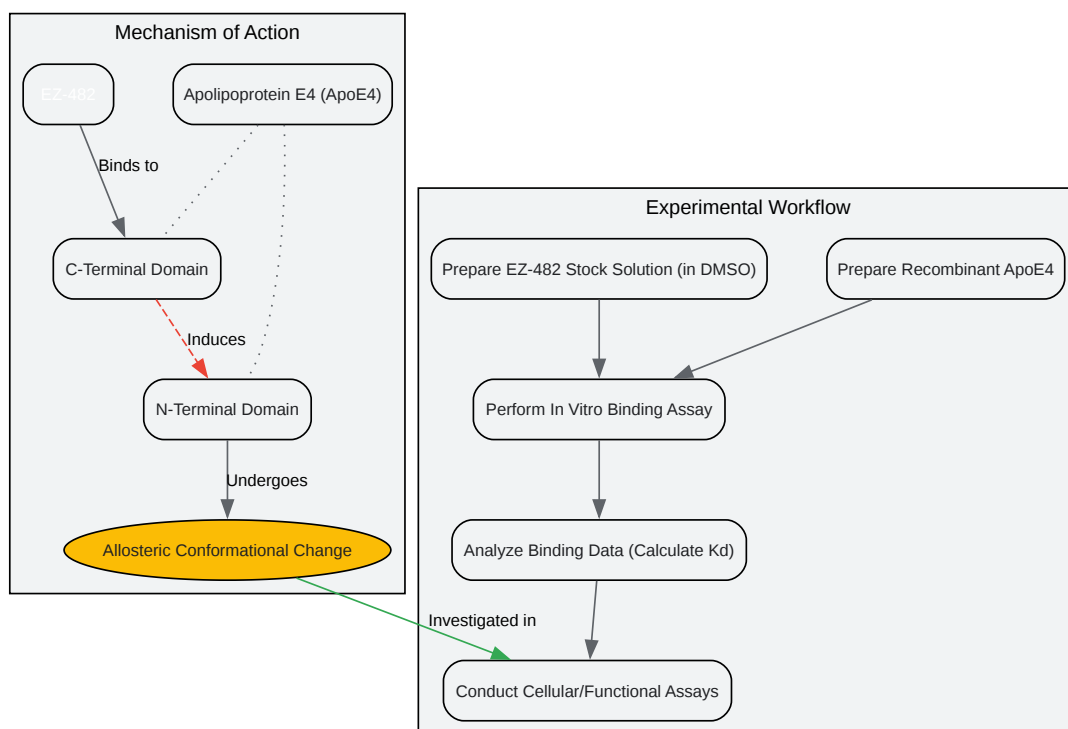 Mechanism of Action
EZ-482
Apolipoprotein E4 (ApoE4)
Binds to
C-Terminal Domain
Induces
N-Terminal Domain
Undergoes
Allosteric Conformational Change
Investigated in
Experimental Workflow
Prepare EZ-482 Stock Solution (in DMSO)
Prepare Recombinant ApoE4
Perform In Vitro Binding Assay
Analyze Binding Data (Calculate Kd)
Conduct Cellular/Functional Assays